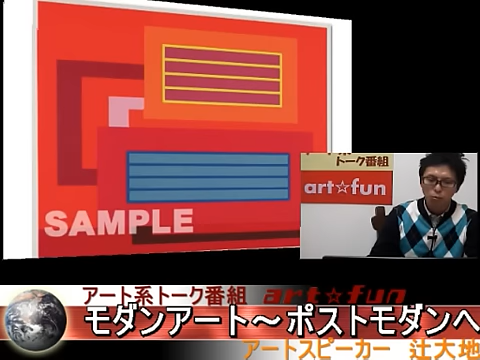 SAMPLE
トーク番組
art☆fun
アート系トーク番組 art☆fun
モダンアート～ポストモダンへ
アートスピーカー 辻大地